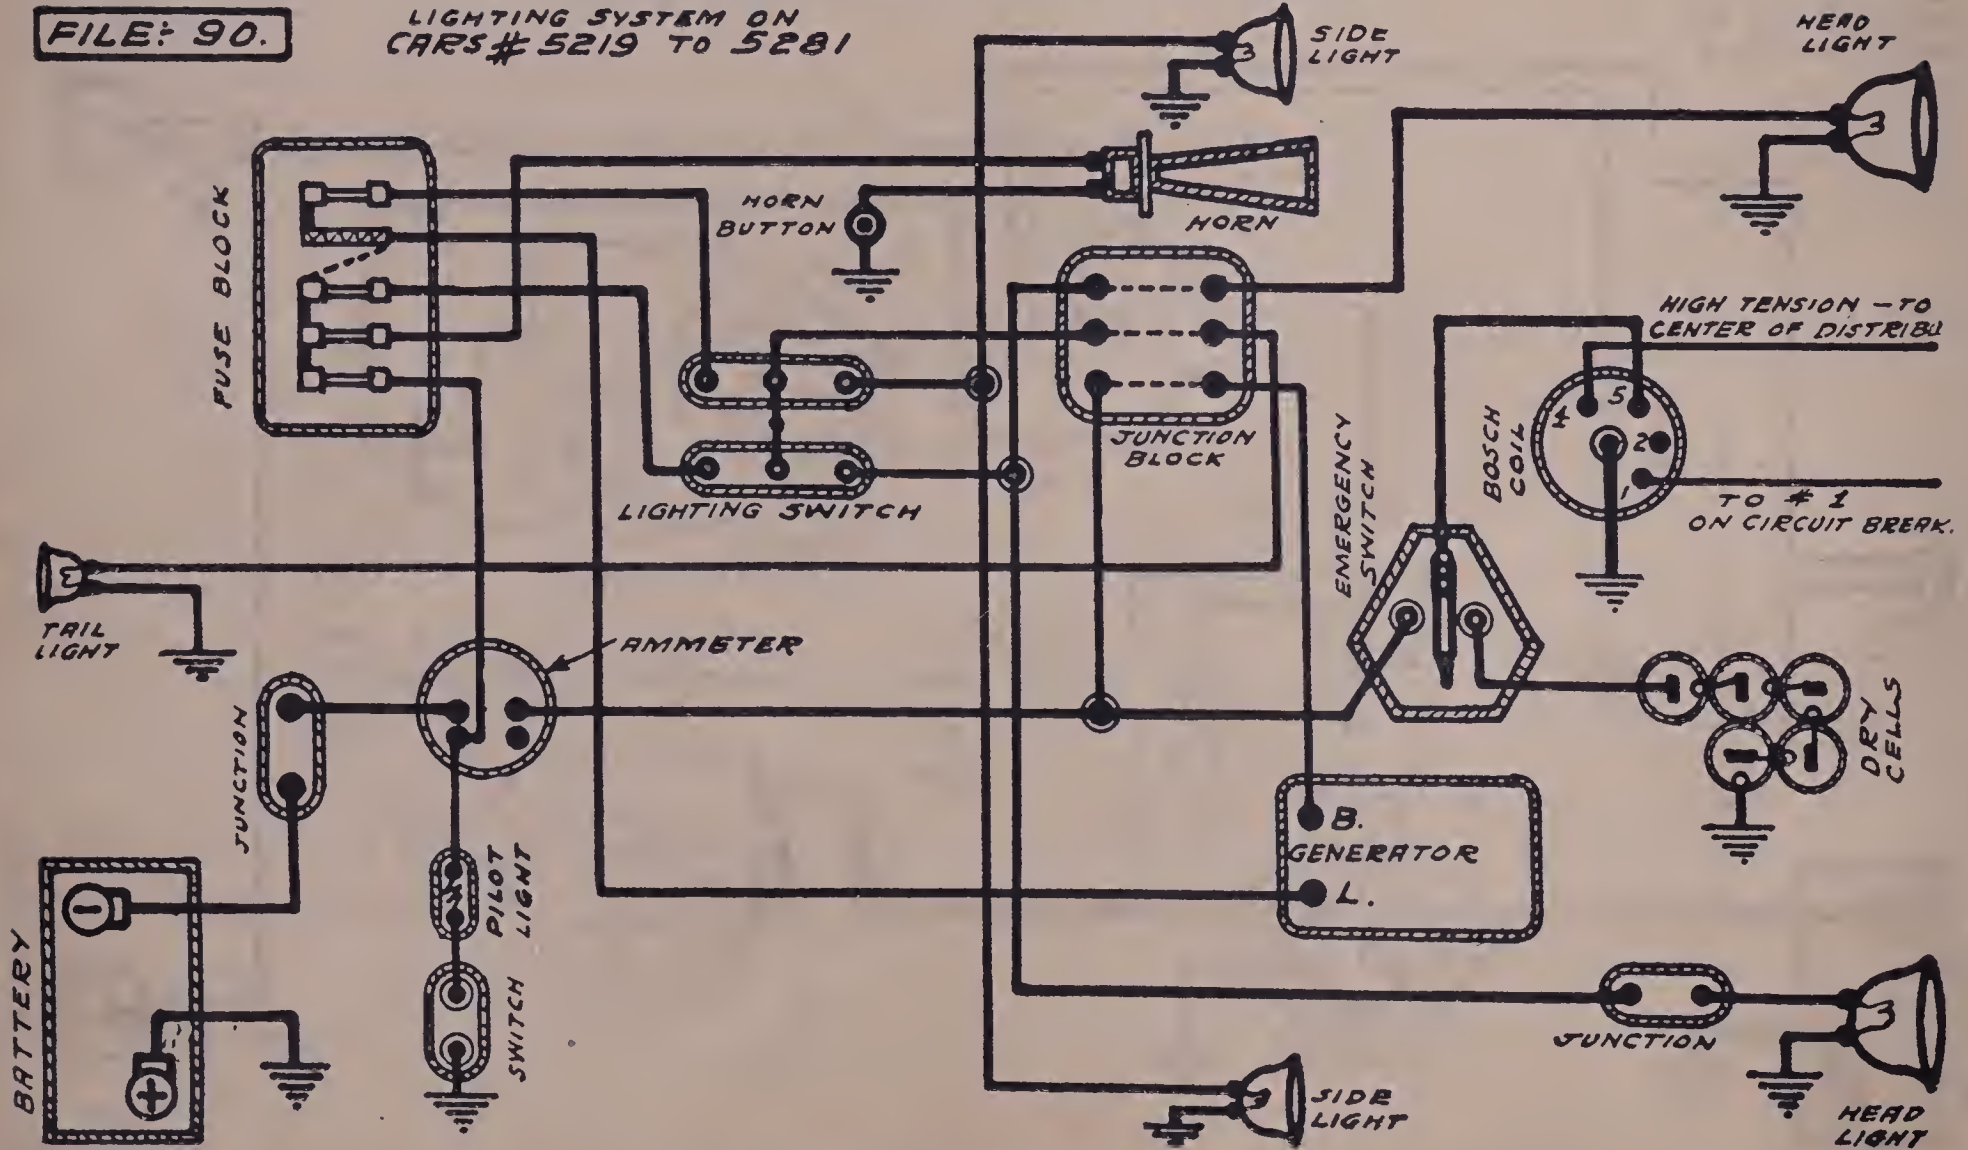 FILE: 90.
LIGHTING SYSTEM ON
CARS # 5219 TO 5281
SIDE
LIGHT
HEAD
LIGHT
FUSE BLOCK
HORN
BUTTON
HORN
HIGH TENSION - TO
CENTER OF DISTRIBU
JUNCTION
BLOCK
EMERGENCY
SWITCH
BOSCH
COIL
4
5
2
1
TO # 1
ON CIRCUIT BREAK.
LIGHTING SWITCH
TAIL
LIGHT
AMMETER
JUNCTION
DRY
CELLS
B.
GENERATOR
L.
PILOT
LIGHT
BATTERY
-
+
SWITCH
JUNCTION
SIDE
LIGHT
HEAD
LIGHT